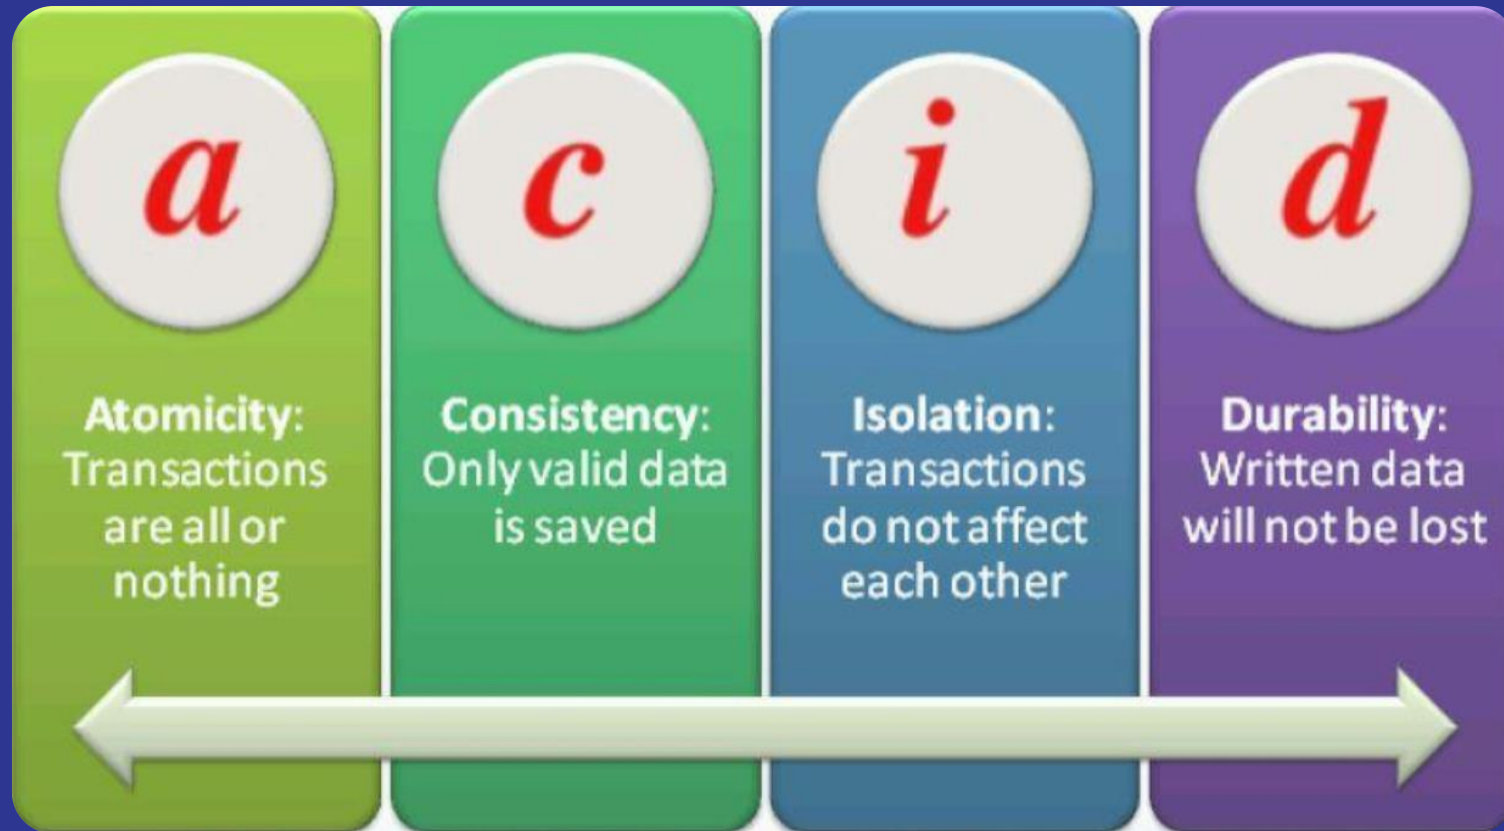 a
Atomicity:
Transactions
are all or
nothing
c
Consistency:
Only valid data
is saved
i
Isolation:
Transactions
do not affect
each other
d
Durability:
Written data
will not be lost